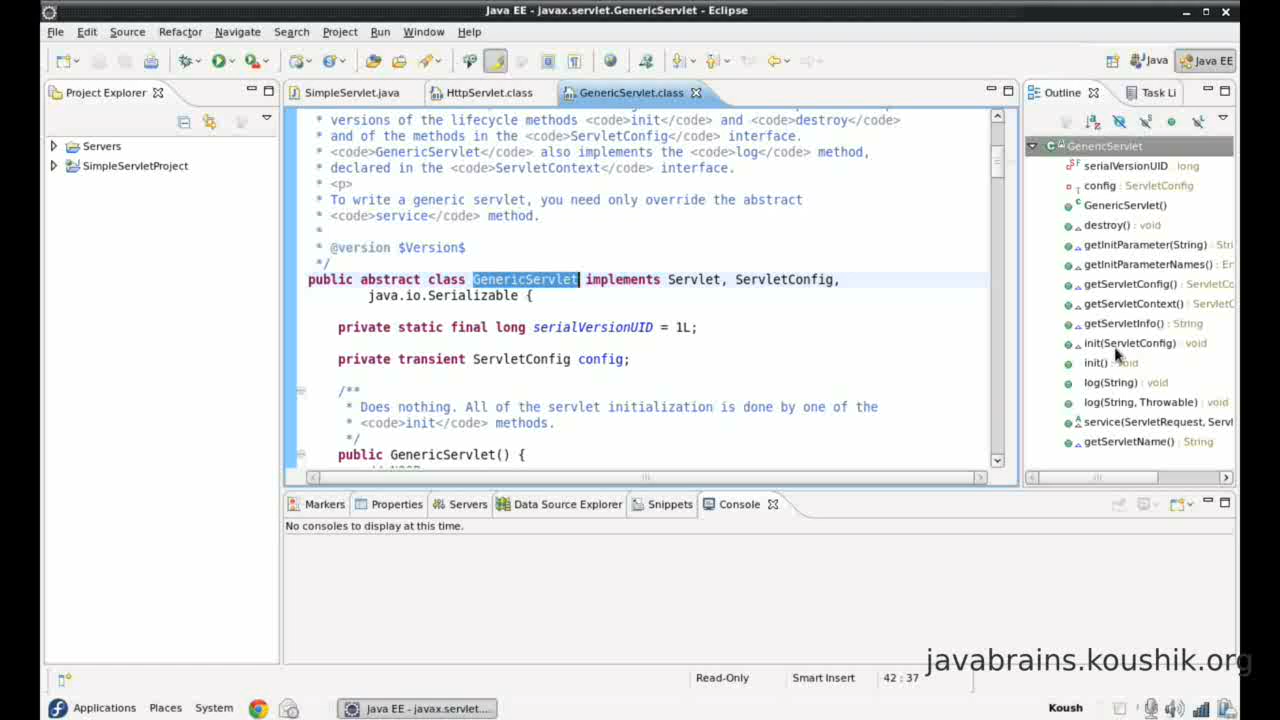 Java EE - javax.servlet.GenericServlet - Eclipse
File Edit Source Refactor Navigate Search Project Run Window Help
Java Java EE
Project Explorer
Servers
SimpleServletProject
SimpleServlet.java HttpServlet.class GenericServlet.class
* versions of the lifecycle methods <code>init</code> and <code>destroy</code>
* and of the methods in the <code>ServletConfig</code> interface.
* <code>GenericServlet</code> also implements the <code>log</code> method,
* declared in the <code>ServletContext</code> interface.
* <p>
* To write a generic servlet, you need only override the abstract
* <code>service</code> method.
*
* @version $Version$
*/
public abstract class GenericServlet implements Servlet, ServletConfig,
java.io.Serializable {
private static final long serialVersionUID = 1L;
private transient ServletConfig config;
/**
* Does nothing. All of the servlet initialization is done by one of the
* <code>init</code> methods.
*/
public GenericServlet() {
Outline Task Li
GenericServlet
serialVersionUID : long
config : ServletConfig
GenericServlet()
destroy() : void
getInitParameter(String) : Stri
getInitParameterNames() : En
getServletConfig() : ServletCo
getServletContext() : ServletC
getServletInfo() : String
init(ServletConfig) : void
init() : void
log(String) : void
log(String, Throwable) : void
service(ServletRequest, Servl
getServletName() : String
Markers Properties Servers Data Source Explorer Snippets Console
No consoles to display at this time.
javabrains.koushik.org
Read-Only Smart Insert 42 : 37
Applications Places System Java EE - javax.servlet... Koush